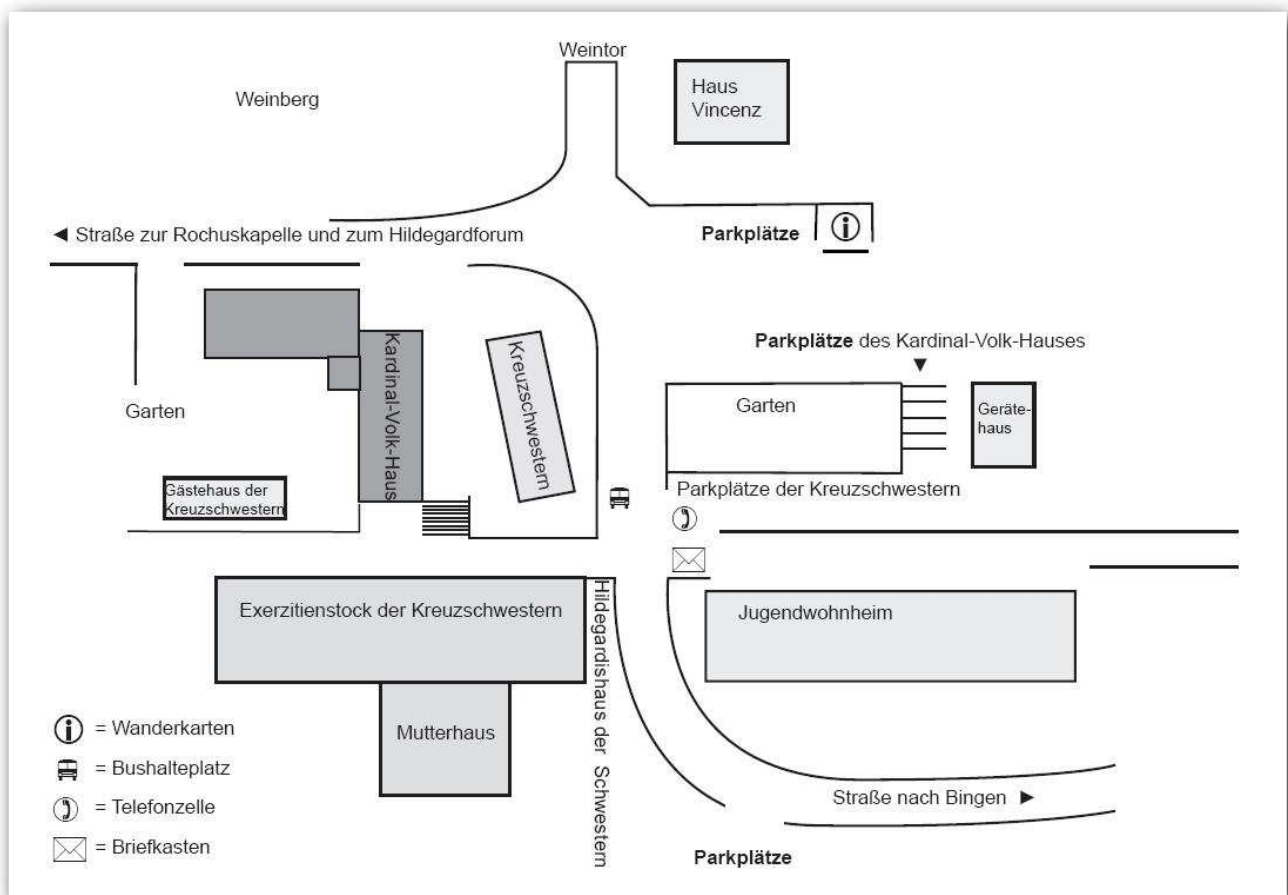 Weintor
Weinberg
Haus
Vincenz
◄ Straße zur Rochuskapelle und zum Hildegardforum
Parkplätze
Parkplätze des Kardinal-Volk-Hauses
Kardinal-Volk-Haus
Kreuzschwestern
Garten
Garten
Geräte-
haus
Gästehaus der
Kreuzschwestern
Parkplätze der Kreuzschwestern
Exerzitienstock der Kreuzschwestern
Hildegardishaus der Schwestern
Jugendwohnheim
Mutterhaus
= Wanderkarten
= Bushalteplatz
= Telefonzelle
= Briefkasten
Straße nach Bingen ►
Parkplätze